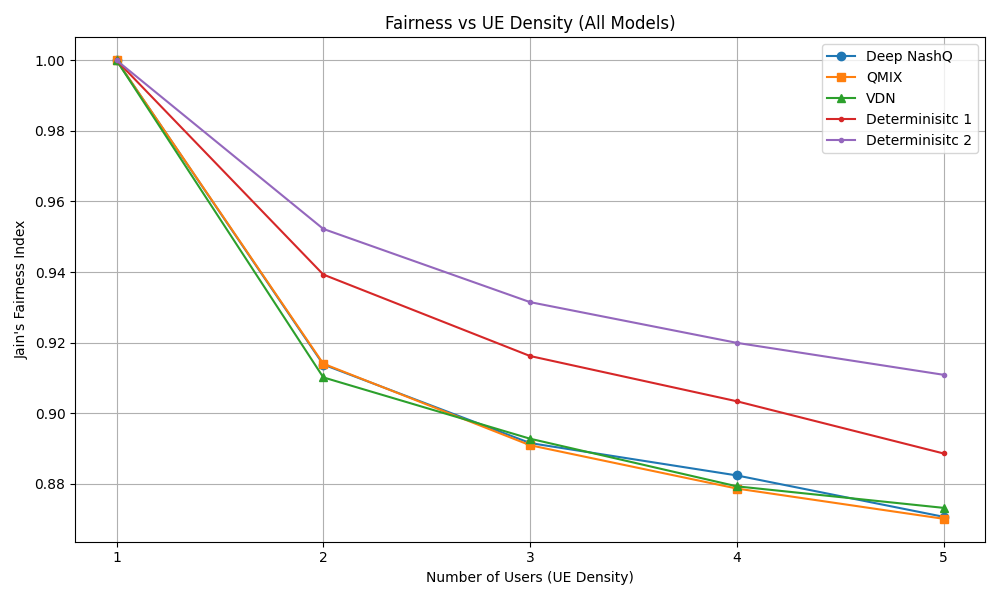 Fairness vs UE Density (All Models)
Deep NashQ
QMIX
VDN
Determinisitc 1
Determinisitc 2
Jain's Fairness Index
1.00
0.98
0.96
0.94
0.92
0.90
0.88
1 2 3 4 5
Number of Users (UE Density)